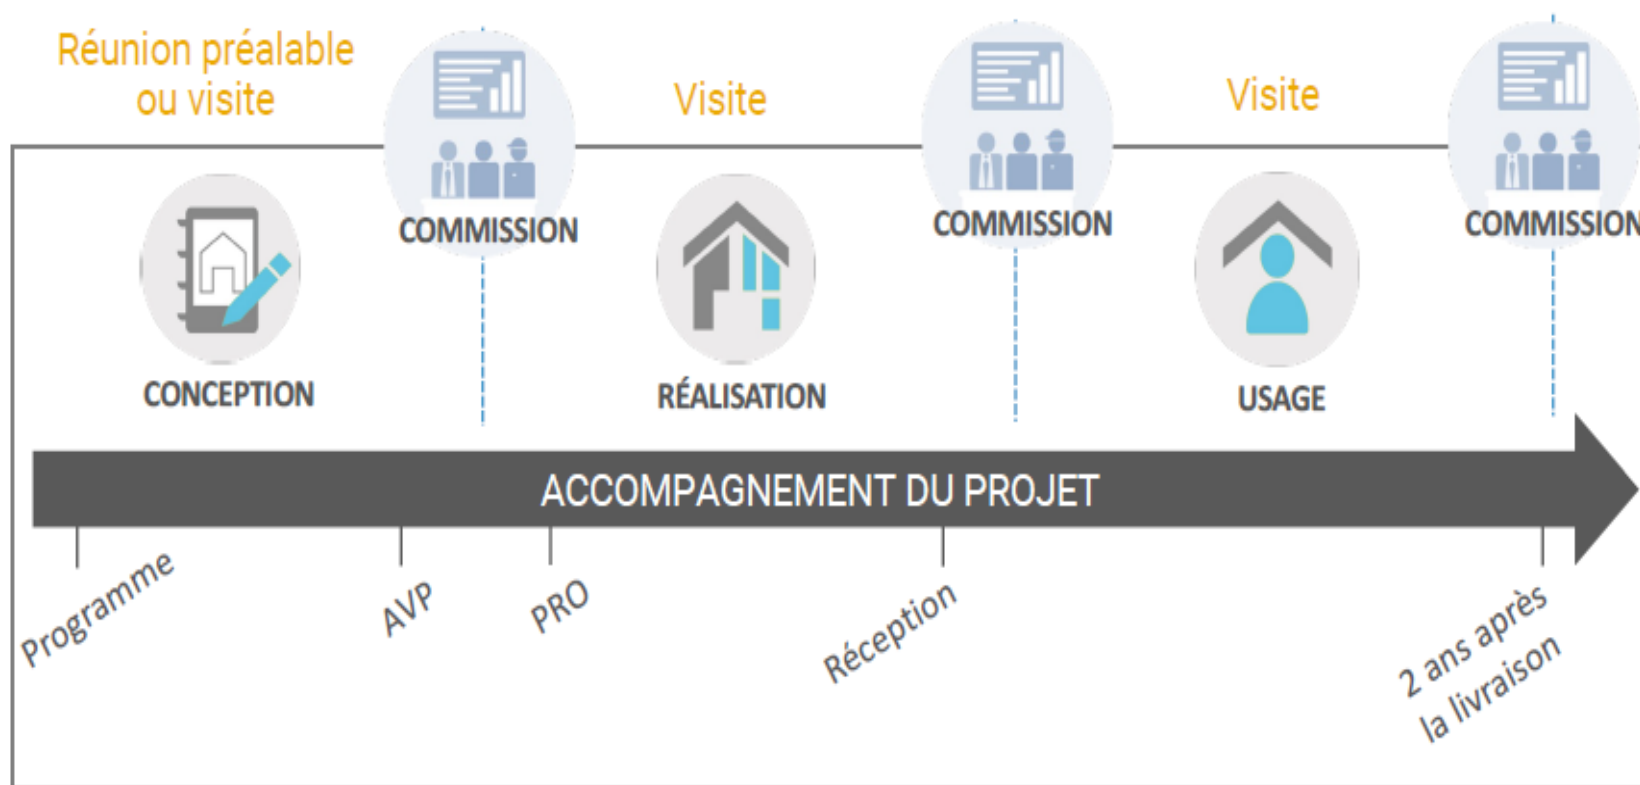 Réunion préalable
ou visite
Visite
Visite
COMMISSION
COMMISSION
COMMISSION
CONCEPTION
RÉALISATION
USAGE
ACCOMPAGNEMENT DU PROJET
Programme
AVP
PRO
Réception
2 ans après
la livraison